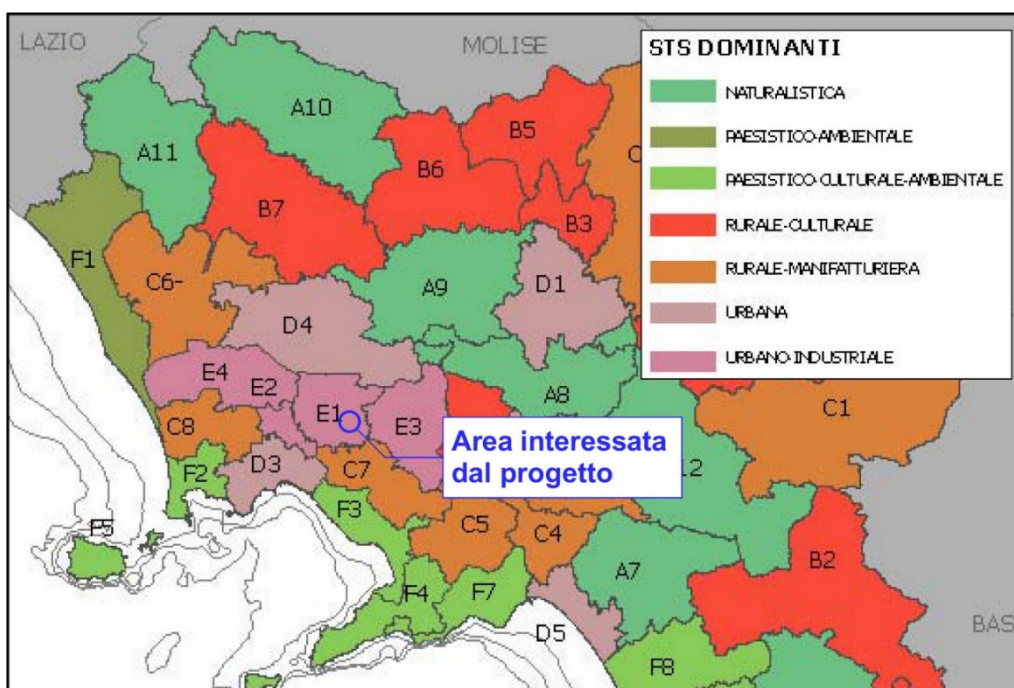 LAZIO
MOLISE
STS DOMINANTI
NATURALISTICA
PAESISTICO-AMBIENTALE
PAESISTICO-CULTURALE-AMBIENTALE
RURALE-CULTURALE
RURALE-MANIFATTURIERA
URBANA
URBANO-INDUSTRIALE
A10
A11
B5
B6
B7
B3
F1
C6-
A9
D1
D4
E4
E2
E1
E3
A8
C1
C8
Area interessata
dal progetto
F2
D3
C7
F3
F5
C5
C4
A7
B2
F4
F7
D5
F8
BAS